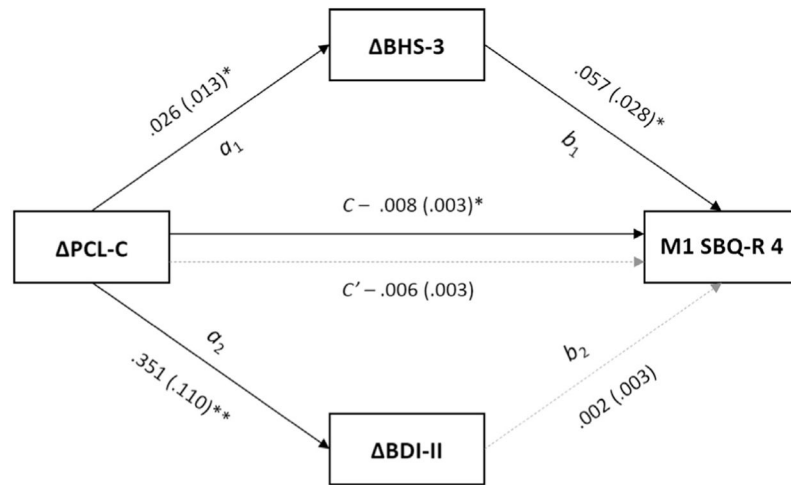 ΔBHS-3
.026 (.013)*
.057 (.028)*
a1
b1
C – .008 (.003)*
ΔPCL-C
M1 SBQ-R 4
C’ – .006 (.003)
a2
b2
.351 (.110)**
.002 (.003)
ΔBDI-II